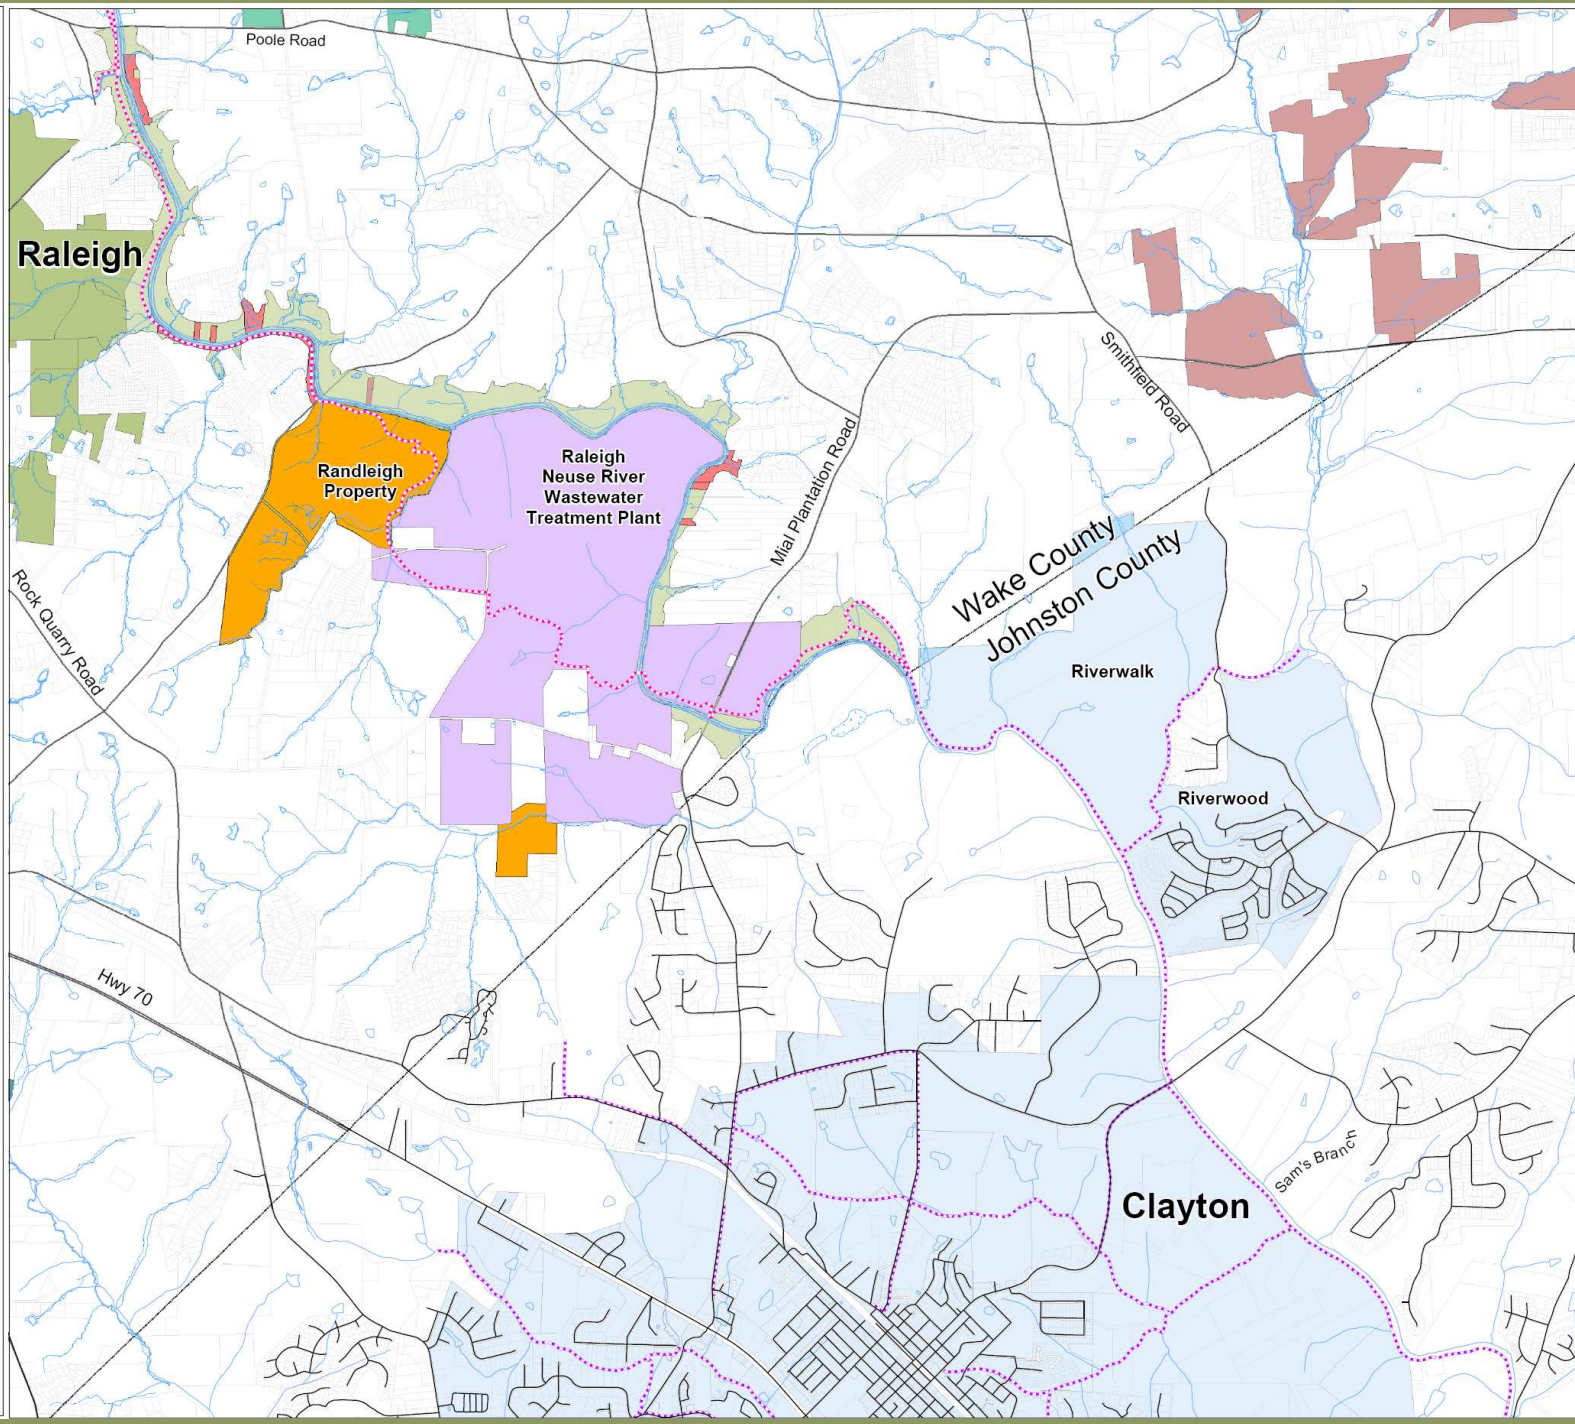 Poole Road
Raleigh
Smithfield Road
Randleigh
Property
Raleigh
Neuse River
Wastewater
Treatment Plant
Mial Plantation Road
Wake County
Johnston County
Rock Quarry Road
Riverwalk
Riverwood
Hwy 70
Sam's Branch
Clayton